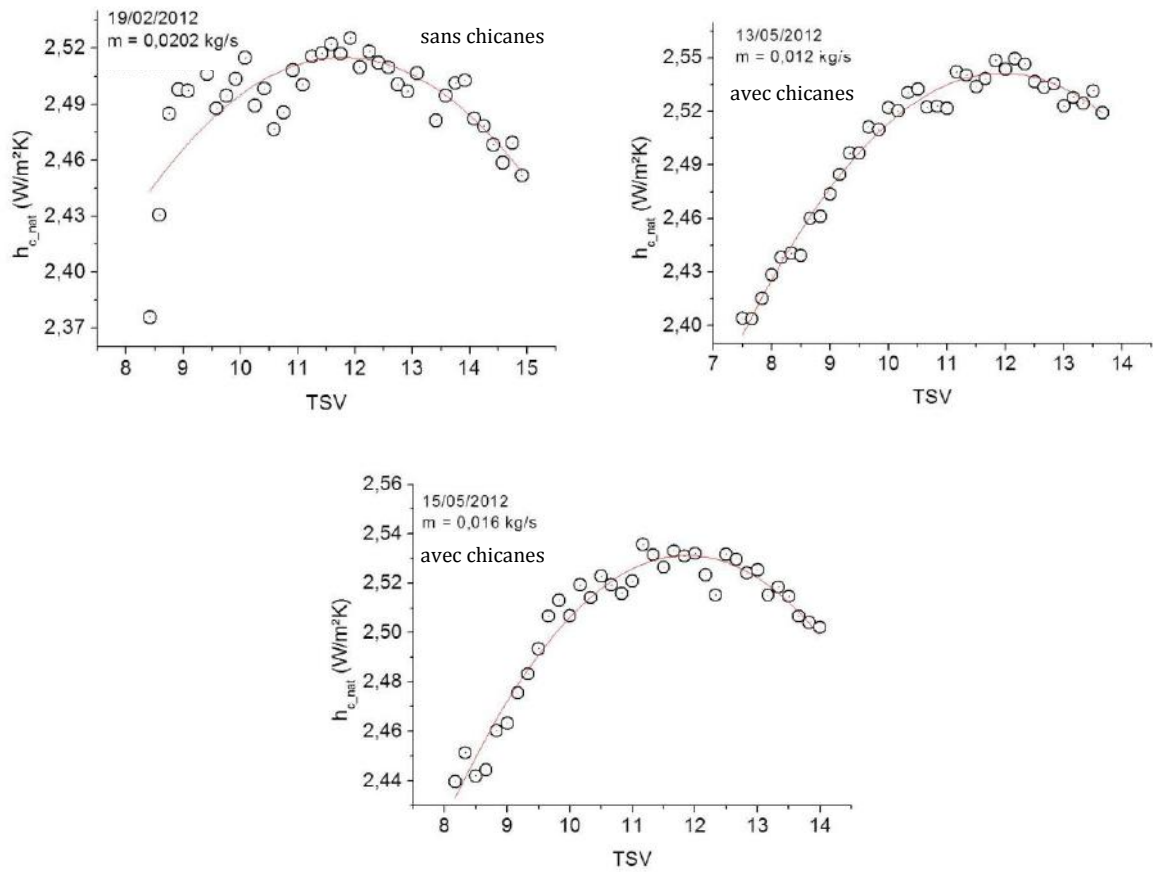 19/02/2012
m = 0,0202 kg/s
sans chicanes
2,52
2,49
2,46
2,43
2,40
2,37
h_c_nat (W/m²K)
8 9 10 11 12 13 14 15
TSV
13/05/2012
m = 0,012 kg/s
avec chicanes
2,55
2,52
2,49
2,46
2,43
2,40
h_c_nat (W/m²K)
7 8 9 10 11 12 13 14
TSV
15/05/2012
m = 0,016 kg/s
avec chicanes
2,56
2,54
2,52
2,50
2,48
2,46
2,44
h_c_nat (W/m²K)
8 9 10 11 12 13 14
TSV